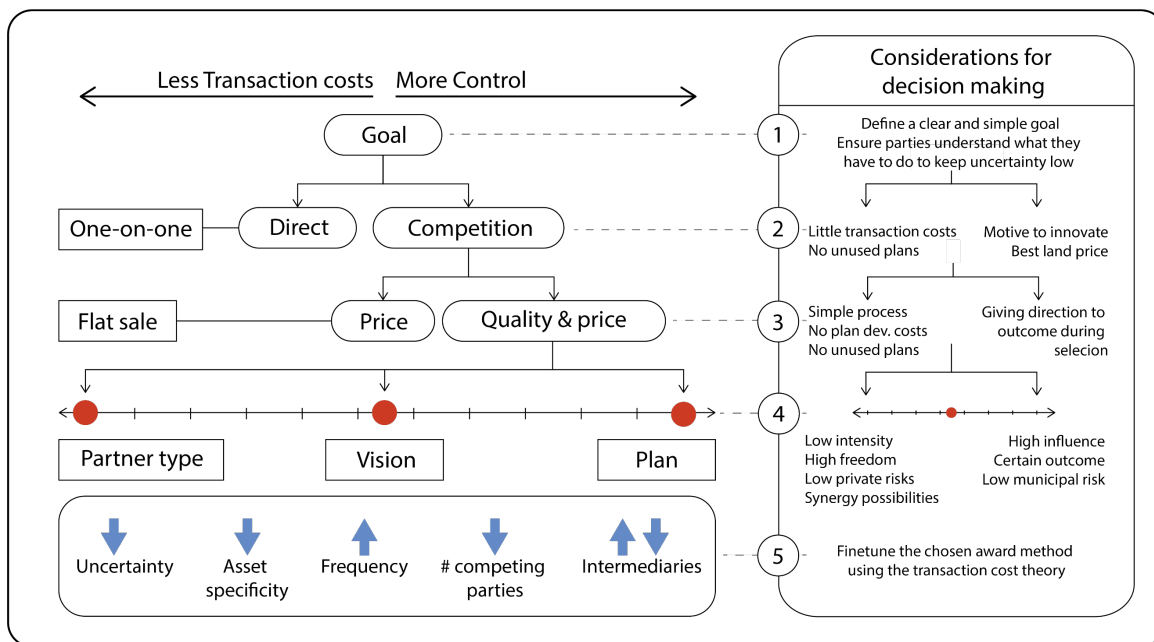 Less Transaction costs
More Control
Goal
One-on-one
Direct
Competition
Flat sale
Price
Quality & price
Partner type
Vision
Plan
Uncertainty
Asset
specificity
Frequency
# competing
parties
Intermediaries
Considerations for
decision making
1
Define a clear and simple goal
Ensure parties understand what they
have to do to keep uncertainty low
2
Little transaction costs
No unused plans
Motive to innovate
Best land price
3
Simple process
No plan dev. costs
No unused plans
Giving direction to
outcome during
selecion
4
Low intensity
High freedom
Low private risks
Synergy possibilities
High influence
Certain outcome
Low municipal risk
5
Finetune the chosen award method
using the transaction cost theory